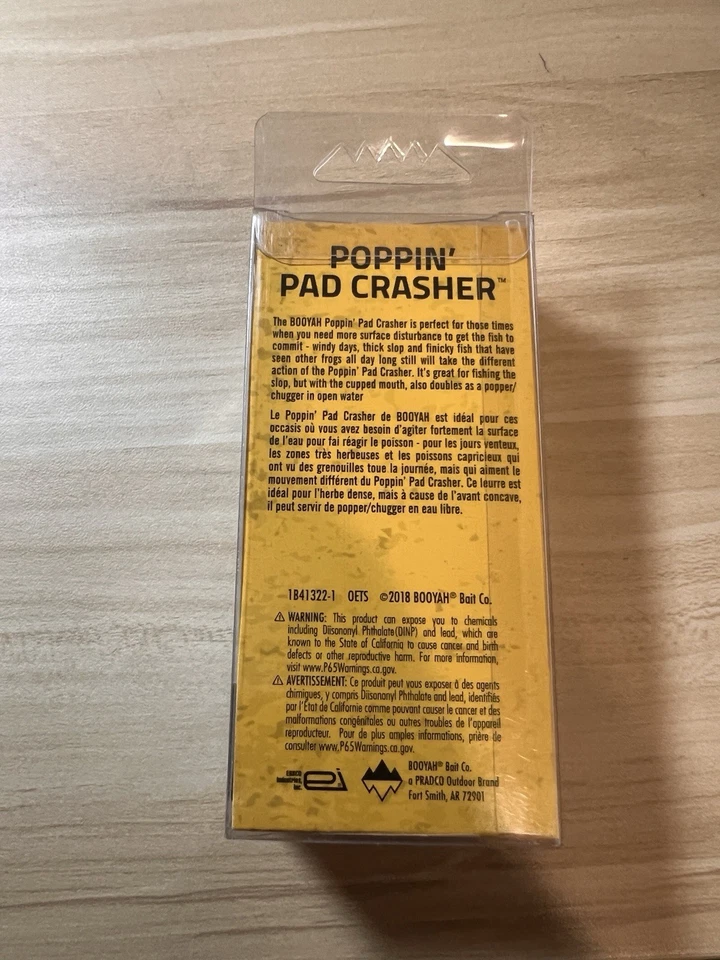 POPPIN'
PAD CRASHER™
The BOOYAH Poppin' Pad Crasher is perfect for those times
when you need more surface disturbance to get the fish to
commit - windy days, thick slop and finicky fish that have
seen other frogs all day long still will take the different
action of the Poppin' Pad Crasher. It's great for fishing the
slop, but with the cupped mouth, also doubles as a popper/
chugger in open water
Le Poppin' Pad Crasher de BOOYAH est idéal pour ces
occasis où vous avez besoin d'agiter fortement la surface
de l'eau pour fai réagir le poisson - pour les jours venteux,
les zones très herbeuses et les poissons capricieux qui
ont vu des grenouilles toue la journée, mais qui aiment le
mouvement différent du Poppin' Pad Crasher. Ce leurre est
idéal pour l'herbe dense, mais à cause de l'avant concave,
il peut servir de popper/chugger en eau libre.
1B41322-1 OETS ©2018 BOOYAH® Bait Co.
⚠ WARNING: This product can expose you to chemicals
including Diisononyl Phthalate(DINP) and lead, which are
known to the State of California to cause cancer and birth
defects or other reproductive harm. For more information,
visit www.P65Warnings.ca.gov.
⚠ AVERTISSEMENT: Ce produit peut vous exposer à des agents
chimiques, y compris Diisononyl Phthalate and lead, identifiés
par l'État de Californie comme pouvant causer le cancer et des
malformations congénitales ou autres troubles de l'appareil
reproducteur. Pour de plus amples informations, prière de
consulter www.P65Warnings.ca.gov.
EBSCO
Industries,
Inc.
ei
BOOYAH® Bait Co.
a PRADCO Outdoor Brand
Fort Smith, AR 72901